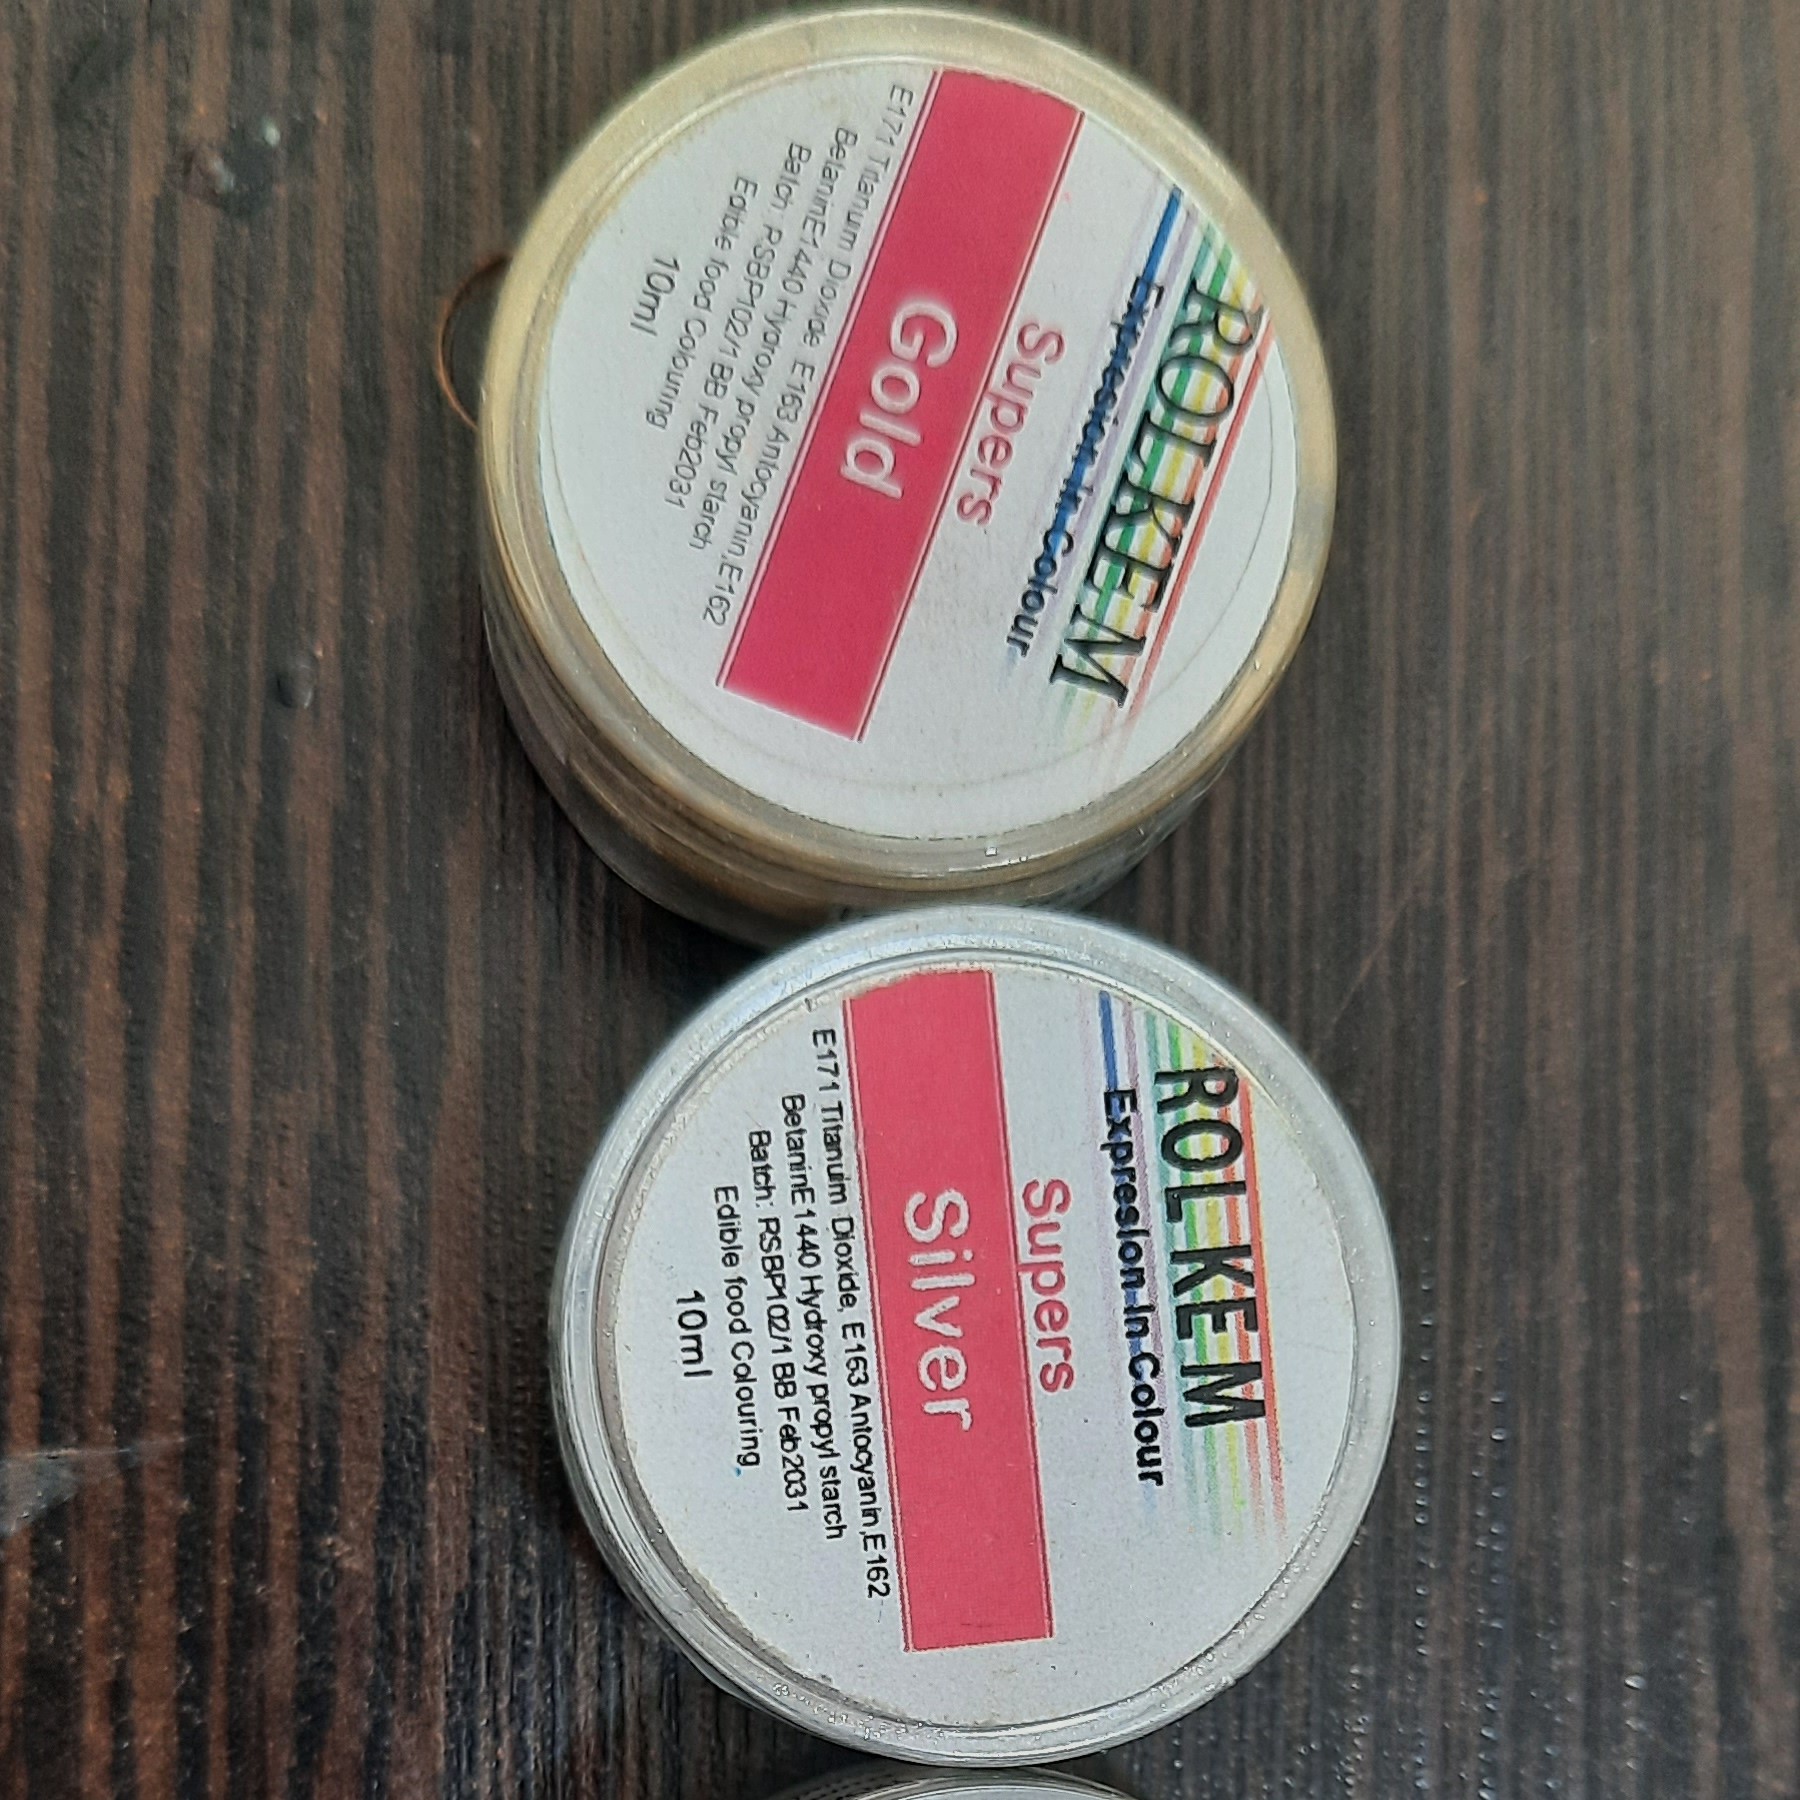 ROLKEM
Expresion In Colour
Supers
Gold
E171 Titanium Dioxide, E163 Antocyanin,E162
BetaninE1440 Hydroxy propyl starch
Batch: RSBP102/1 BB Feb2031
Edible food Colouring
10ml
ROLKEM
Expresion In Colour
Supers
Silver
E171 Titanuim Dioxide, E163 Antocyanin,E162
BetaninE1440 Hydroxy propyl starch
Batch: RSBP102/1 BB Feb2031
Edible food Colouring
10ml